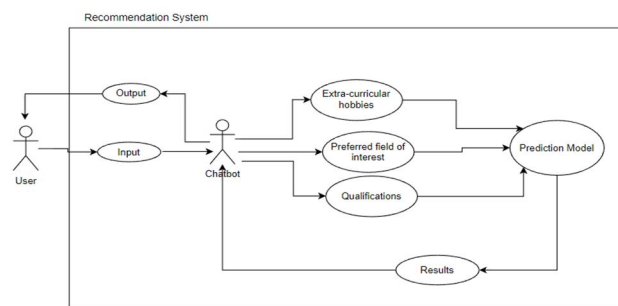 Recommendation System
Output
Extra-curricular
hobbies
Input
Preferred field of
interest
Prediction Model
User
Chatbot
Qualifications
Results